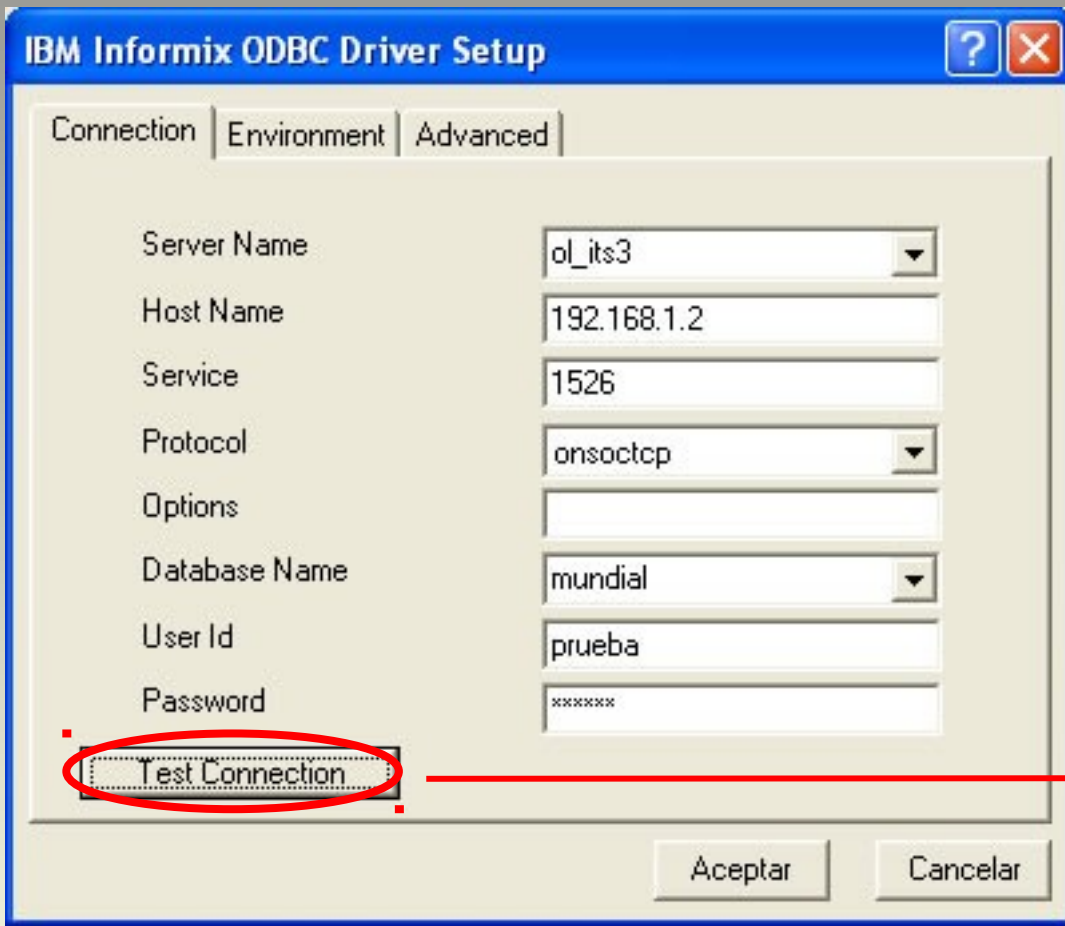 IBM Informix ODBC Driver Setup
Connection Environment Advanced
Server Name ol_its3
Host Name 192.168.1.2
Service 1526
Protocol onsoctcp
Options
Database Name mundial
User Id prueba
Password ******
Test Connection
Aceptar Cancelar